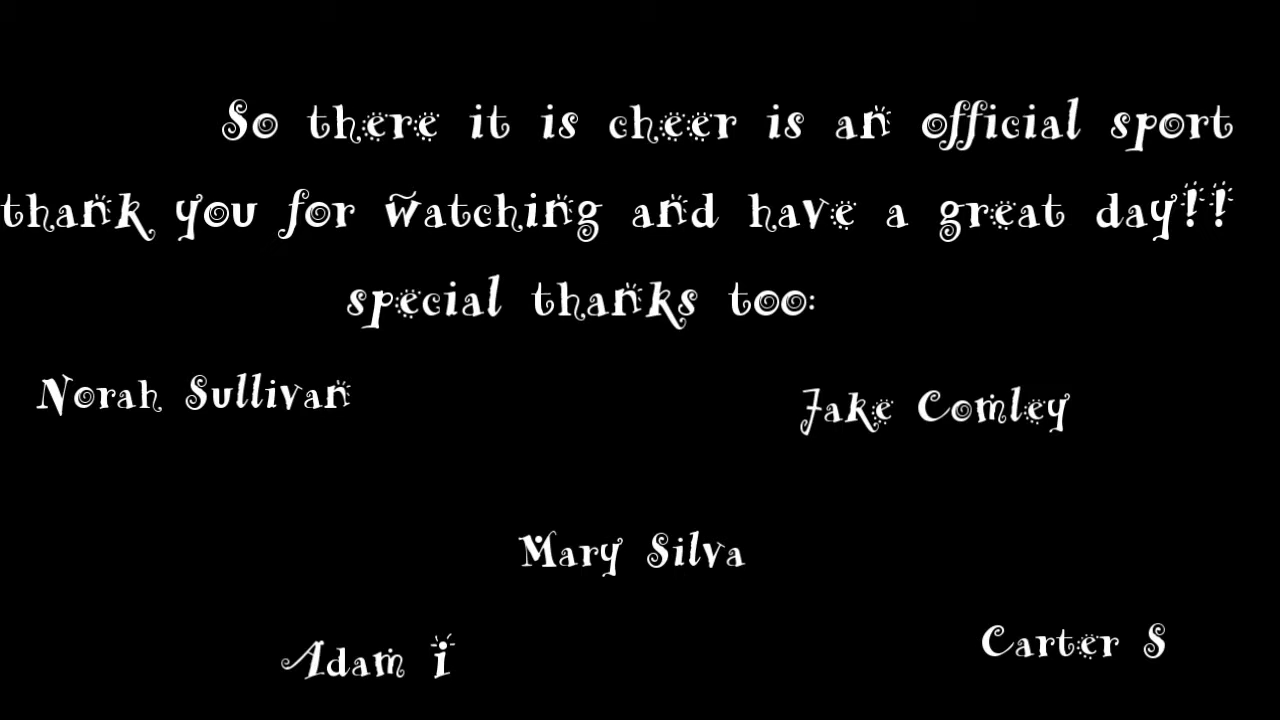 So there it is cheer is an official sport
thank you for watching and have a great day!!
special thanks too:
Norah Sullivan
Jake Comley
Mary Silva
Adam i
Carter S